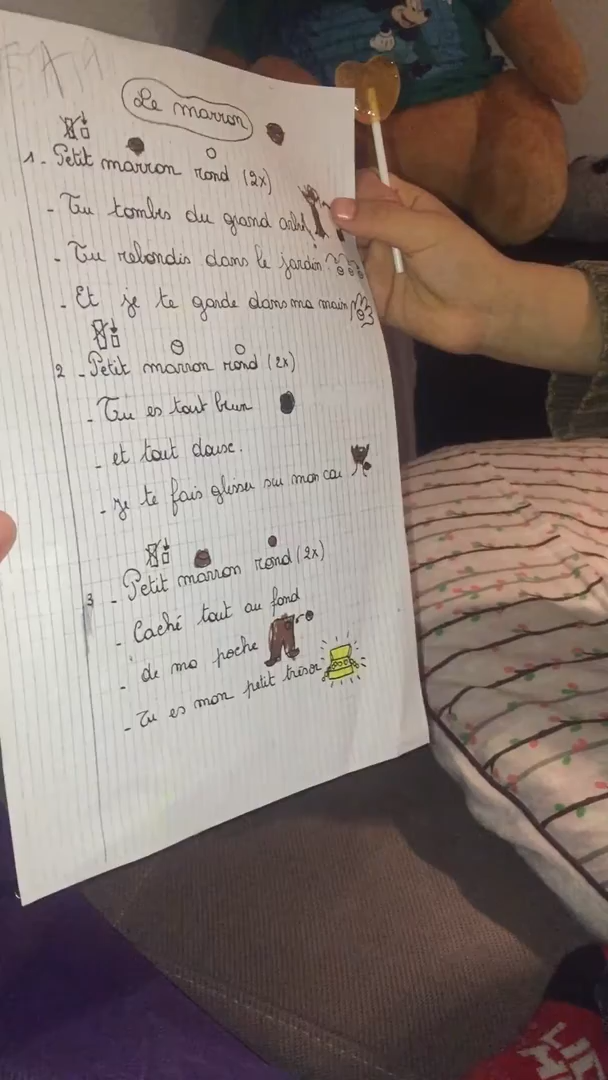 Le marron
1 - Petit marron rond (2x)
- Tu tombes du grand arbre
- Tu rebondis dans le jardin
- Et je te garde dans ma main
2 - Petit marron rond (2x)
- Tu es tout brun
- et tout doux.
- Je te fais glisser sur mon cou
3 - Petit marron rond (2x)
- Caché tout au fond
- de ma poche
- Tu es mon petit trésor